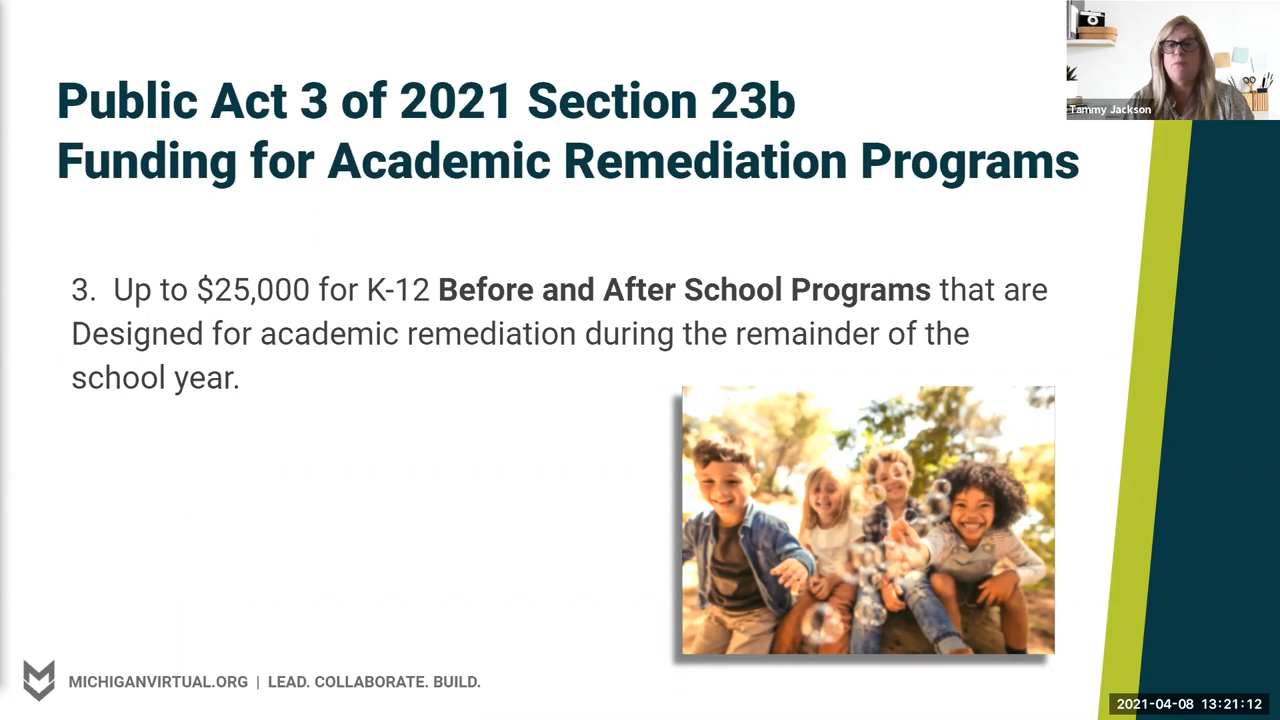 Public Act 3 of 2021 Section 23b
Funding for Academic Remediation Programs
Tammy Jackson
3. Up to $25,000 for K-12 Before and After School Programs that are
Designed for academic remediation during the remainder of the
school year.
MICHIGANVIRTUAL.ORG | LEAD. COLLABORATE. BUILD.
2021-04-08 13:21:12